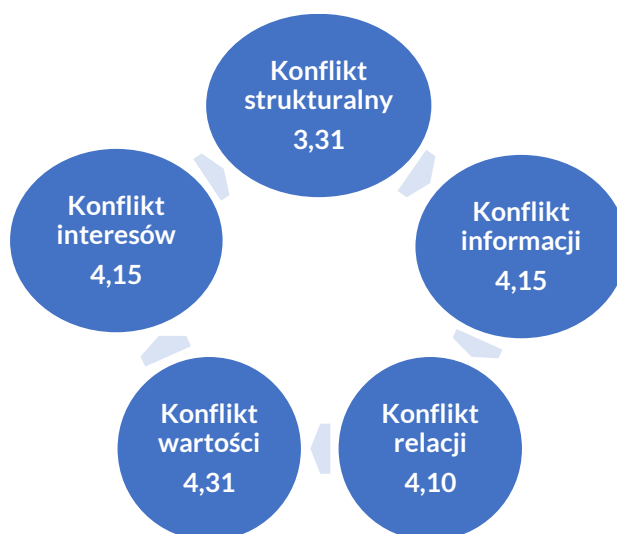 Konflikt
strukturalny
3,31
Konflikt
informacji
4,15
Konflikt
relacji
4,10
Konflikt
wartości
4,31
Konflikt
interesów
4,15